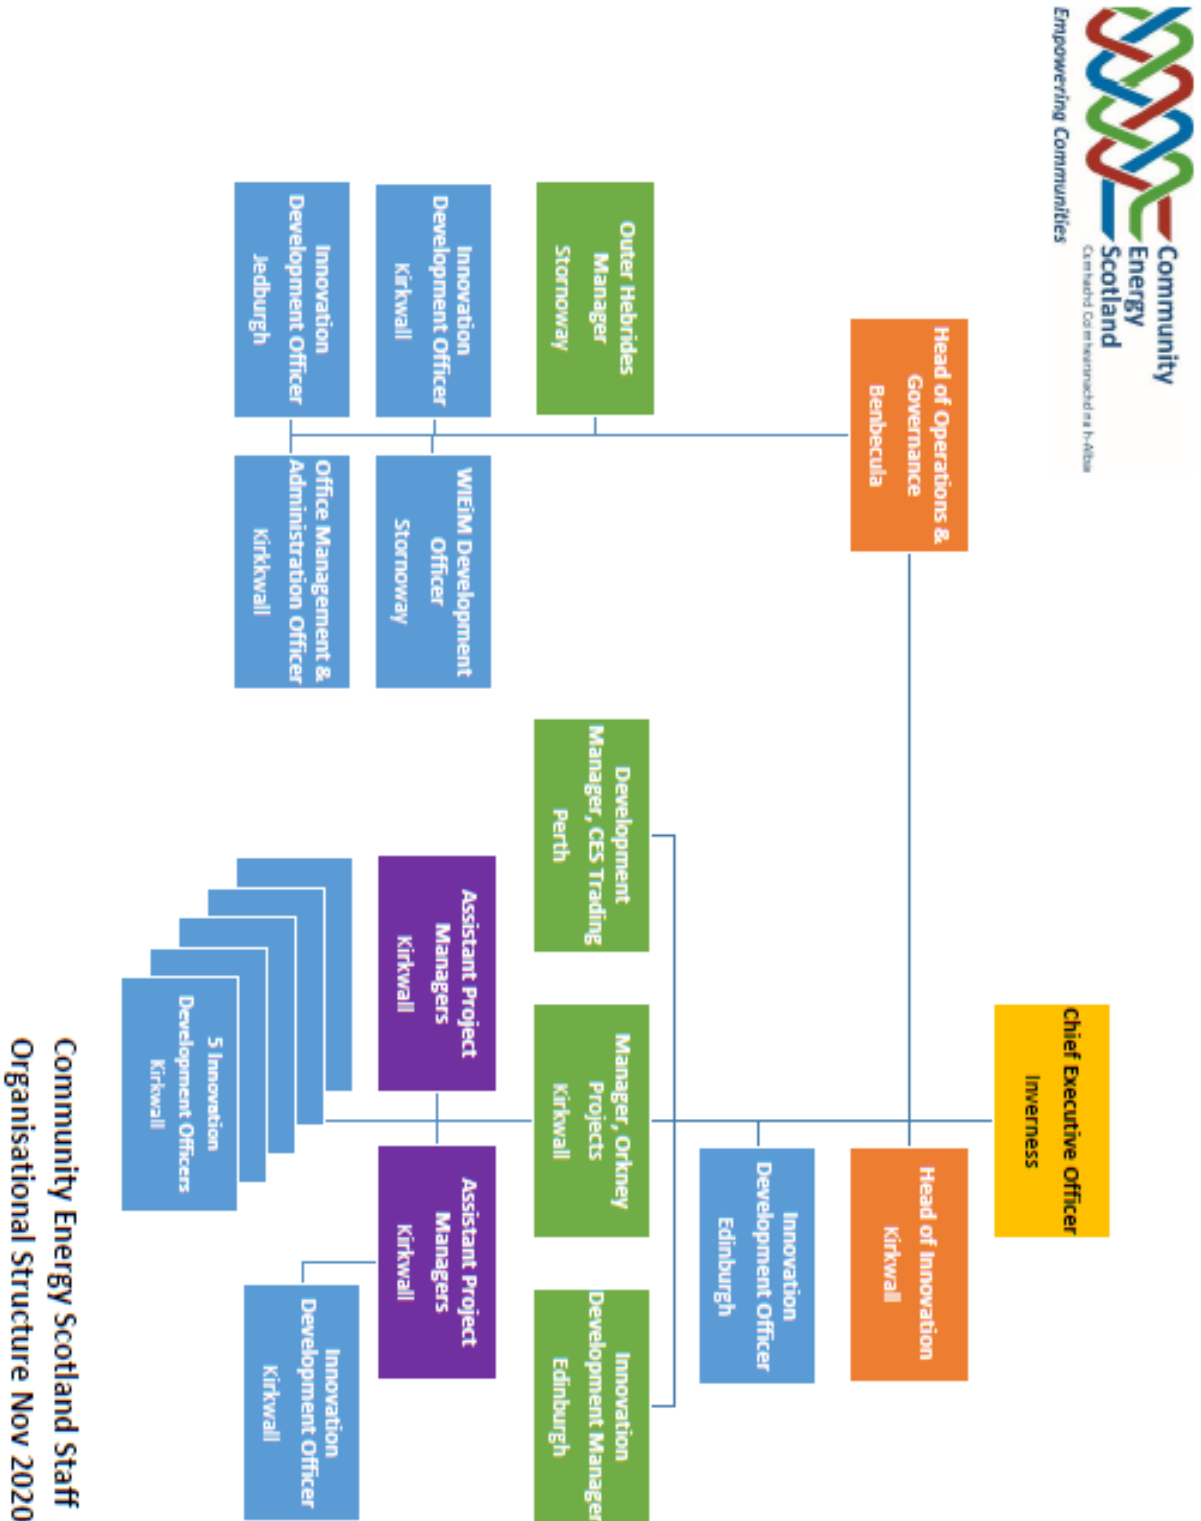 Community
Energy
Scotland
Empowering Communities
Chief Executive Officer
Inverness
Head of Operations &
Governance
Benbecula
Head of Innovation
Kirkwall
Innovation
Development Officer
Edinburgh
Outer Hebrides
Manager
Stornoway
Development
Manager, CES Trading
Perth
Manager, Orkney
Projects
Kirkwall
Innovation
Development Manager
Edinburgh
Innovation
Development Officer
Kirkwall
WIEiM Development
Officer
Stornoway
Assistant Project
Managers
Kirkwall
Assistant Project
Managers
Kirkwall
Innovation
Development Officer
Jedburgh
Office Management &
Administration Officer
Kirkkwall
5 Innovation
Development Officers
Kirkwall
Innovation
Development Officer
Kirkwall
Community Energy Scotland Staff
Organisational Structure Nov 2020